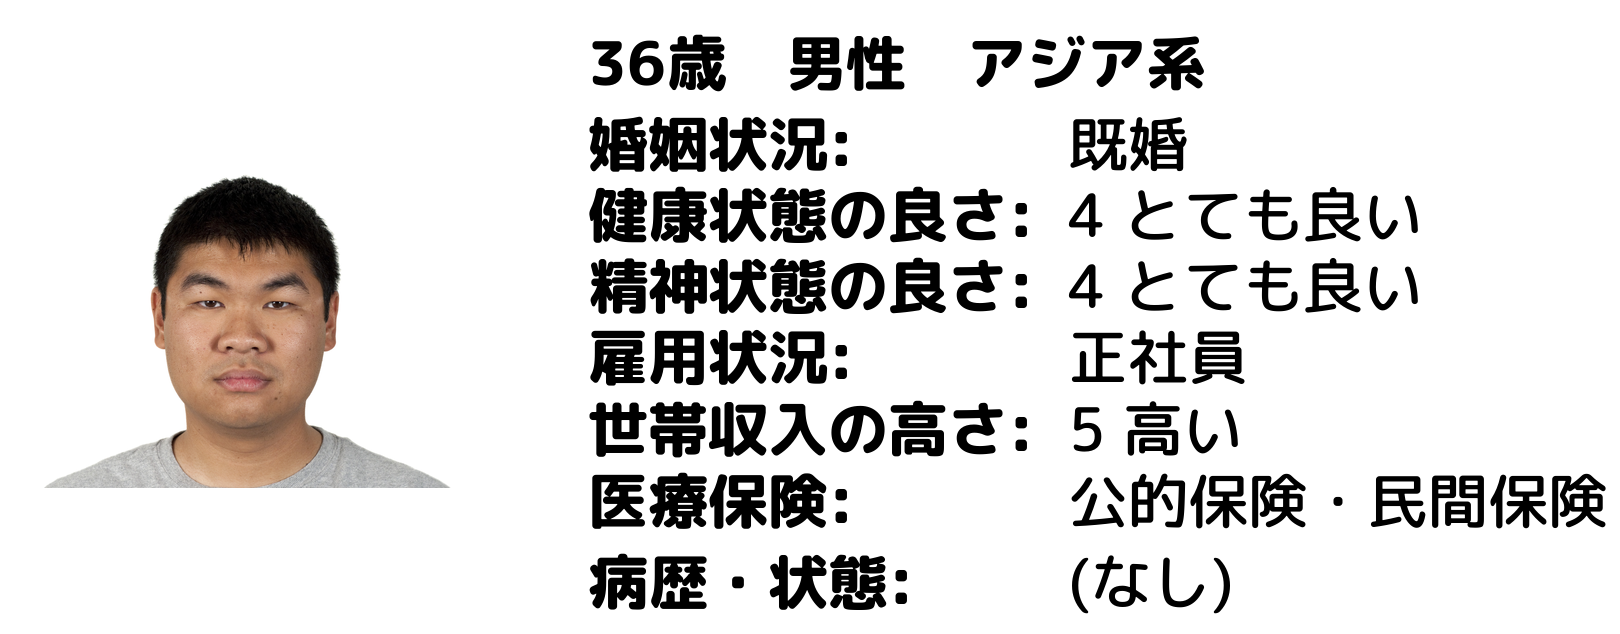 36歳　男性　アジア系
婚姻状況: 既婚
健康状態の良さ: 4 とても良い
精神状態の良さ: 4 とても良い
雇用状況: 正社員
世帯収入の高さ: 5 高い
医療保険: 公的保険・民間保険
病歴・状態: (なし)